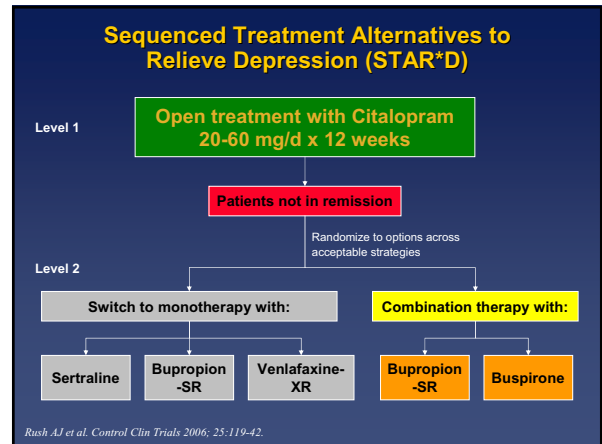 Sequenced Treatment Alternatives to
Relieve Depression (STAR*D)
Level 1
Open treatment with Citalopram
20-60 mg/d x 12 weeks
Patients not in remission
Randomize to options across
acceptable strategies
Level 2
Switch to monotherapy with:
Combination therapy with:
Sertraline
Bupropion
-SR
Venlafaxine-
XR
Bupropion
-SR
Buspirone
Rush AJ et al. Control Clin Trials 2006; 25:119-42.